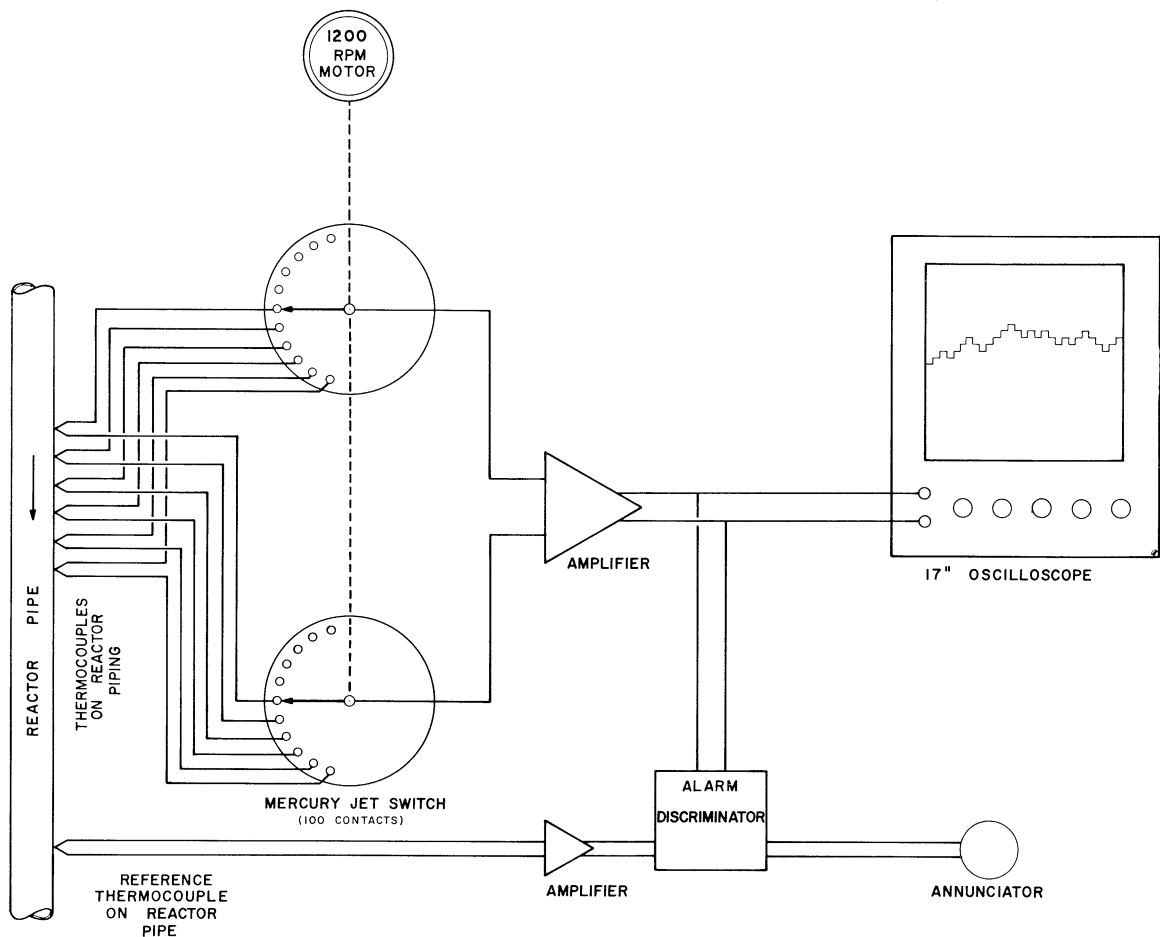 1200
RPM
MOTOR
REACTOR PIPE
THERMOCOUPLES
ON REACTOR
PIPING
AMPLIFIER
17" OSCILLOSCOPE
MERCURY JET SWITCH
(100 CONTACTS)
ALARM
DISCRIMINATOR
REFERENCE
THERMOCOUPLE
ON REACTOR
PIPE
AMPLIFIER
ANNUNCIATOR